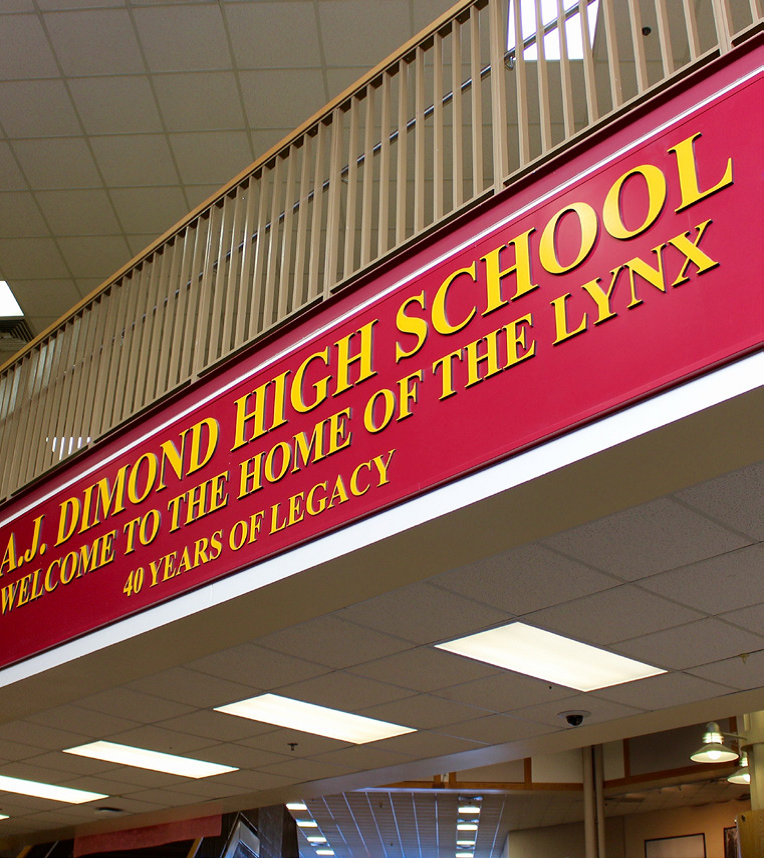 A.J. DIMOND HIGH SCHOOL
WELCOME TO THE HOME OF THE LYNX
40 YEARS OF LEGACY